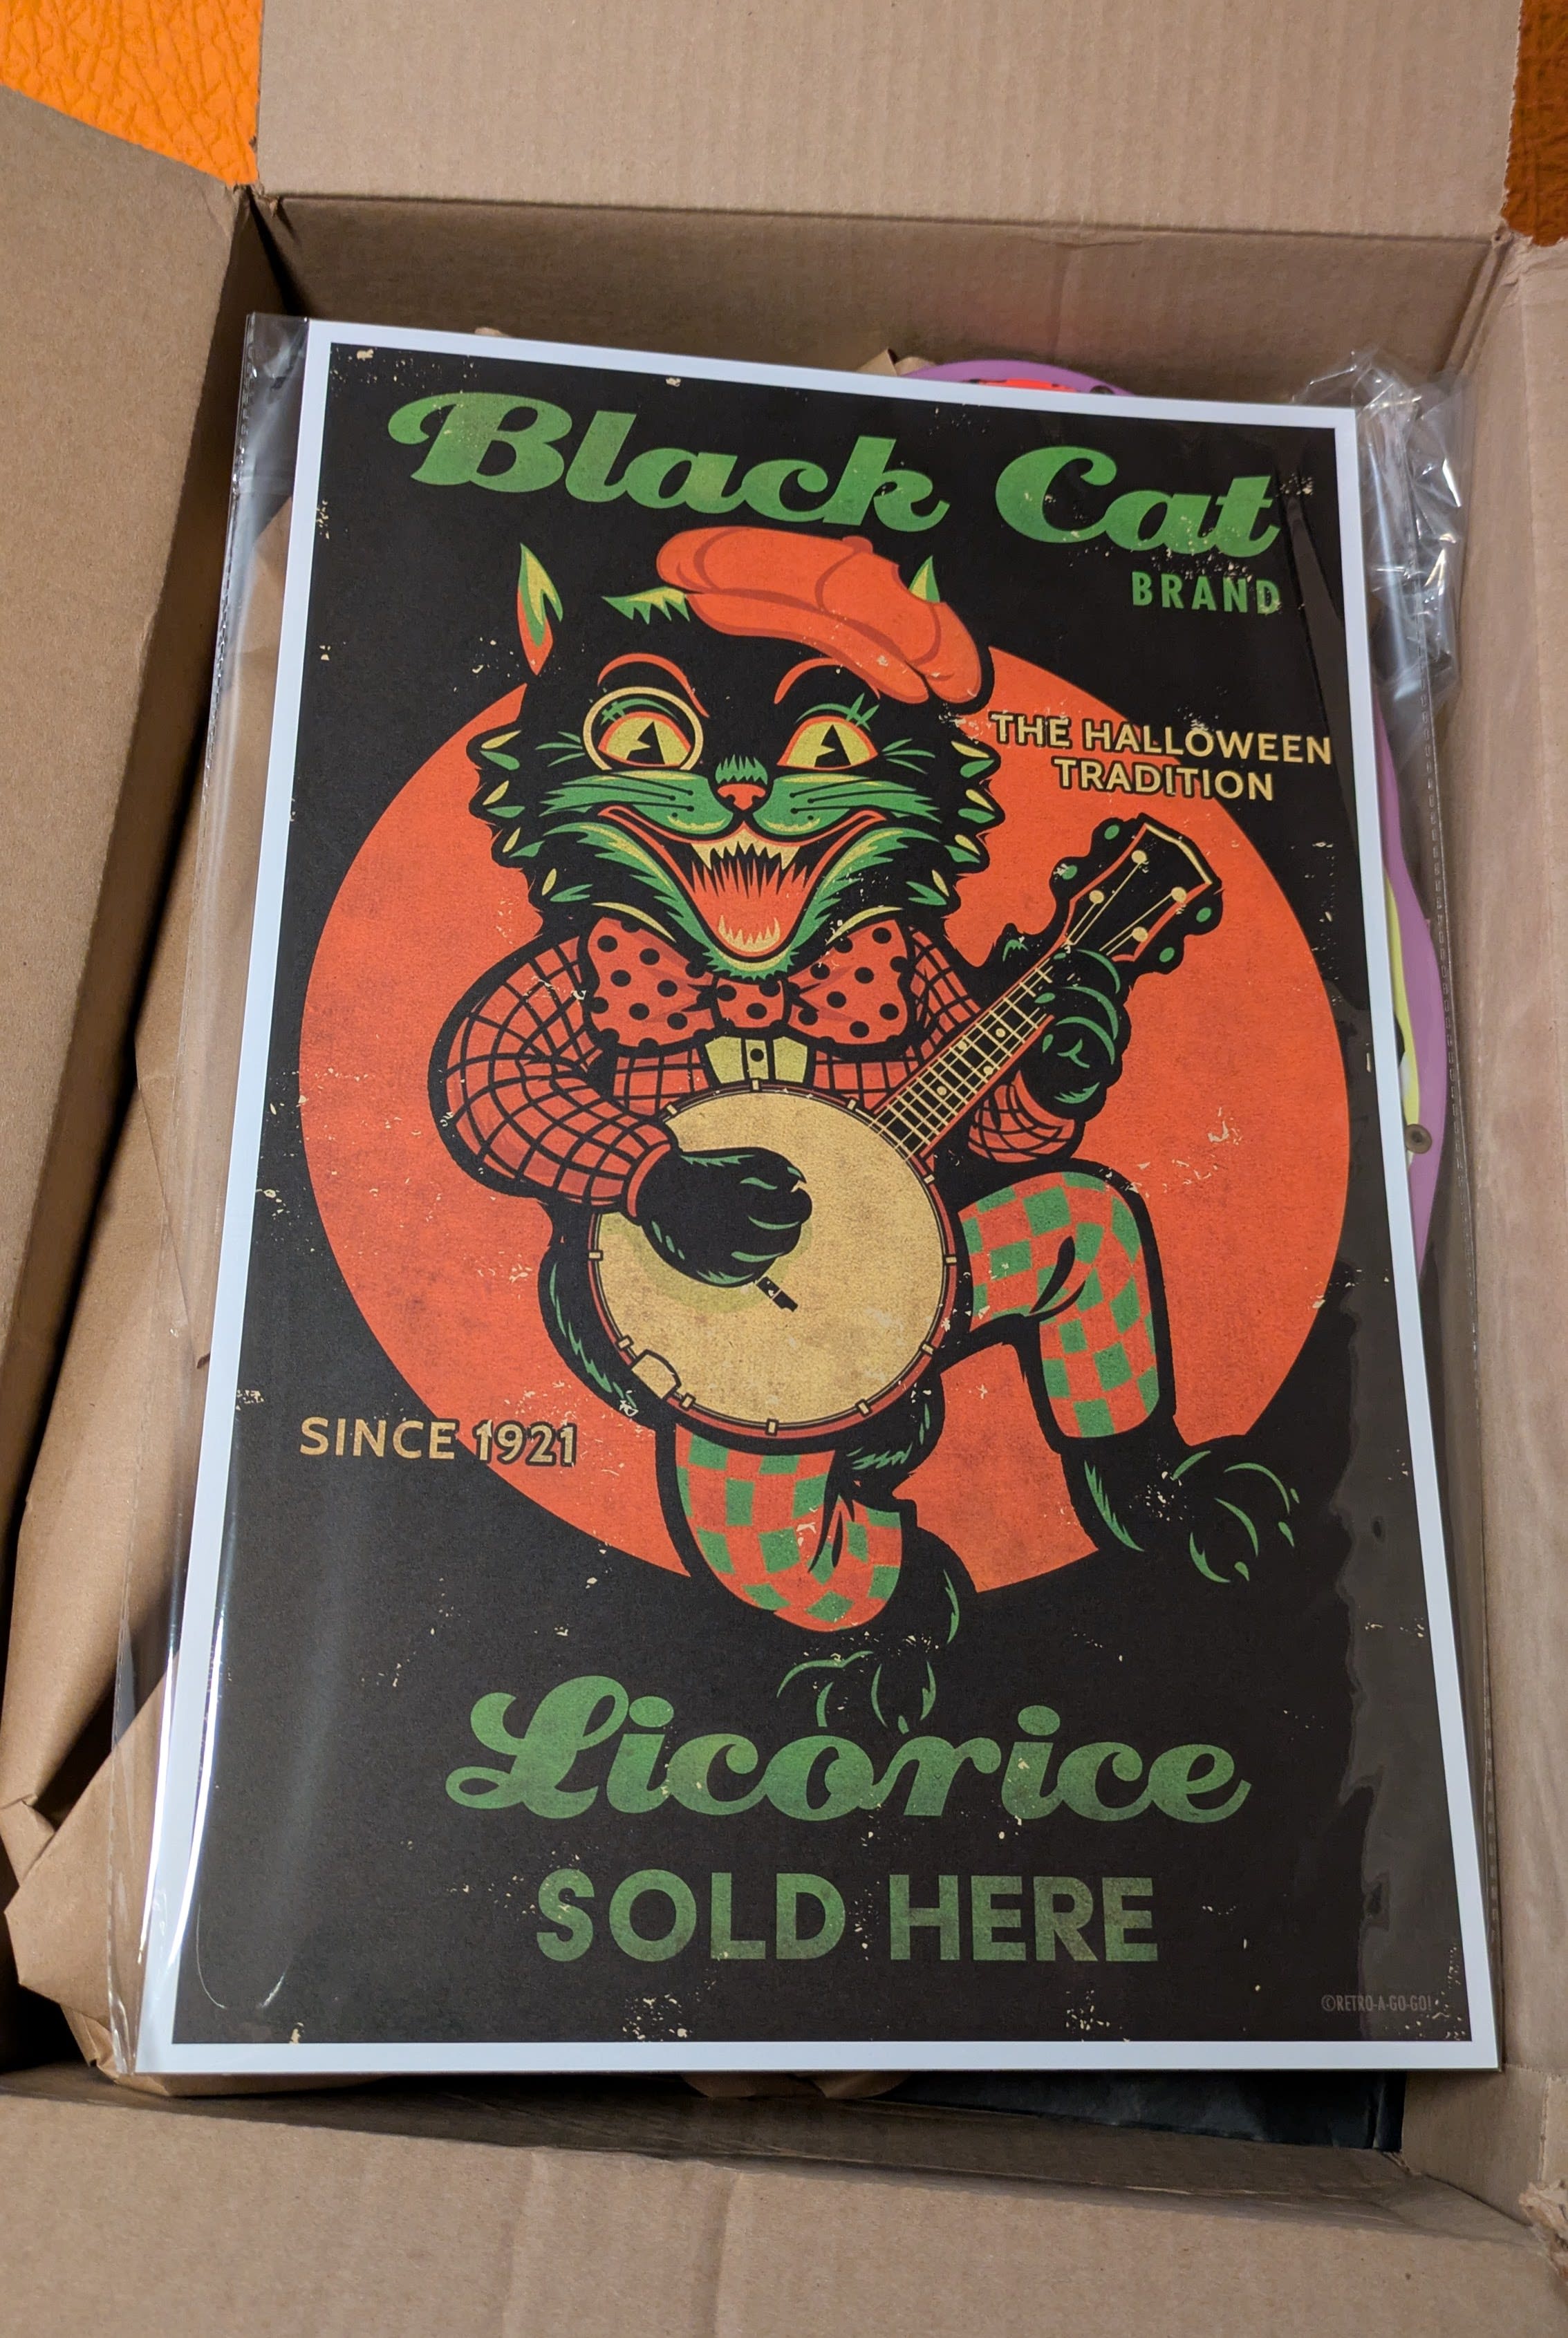 Black Cat
BRAND
THE HALLOWEEN
TRADITION
SINCE 1921
Licorice
SOLD HERE
©RETRO-A-GO-GO!